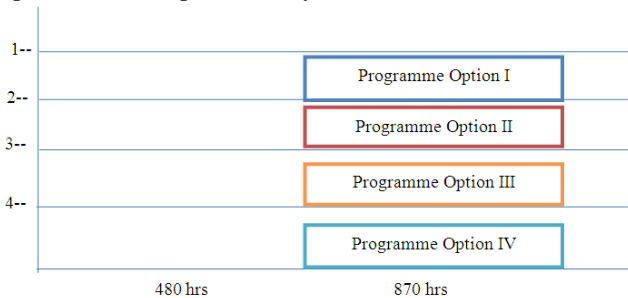 1--
Programme Option I
2--
Programme Option II
3--
Programme Option III
4--
Programme Option IV
480 hrs 870 hrs